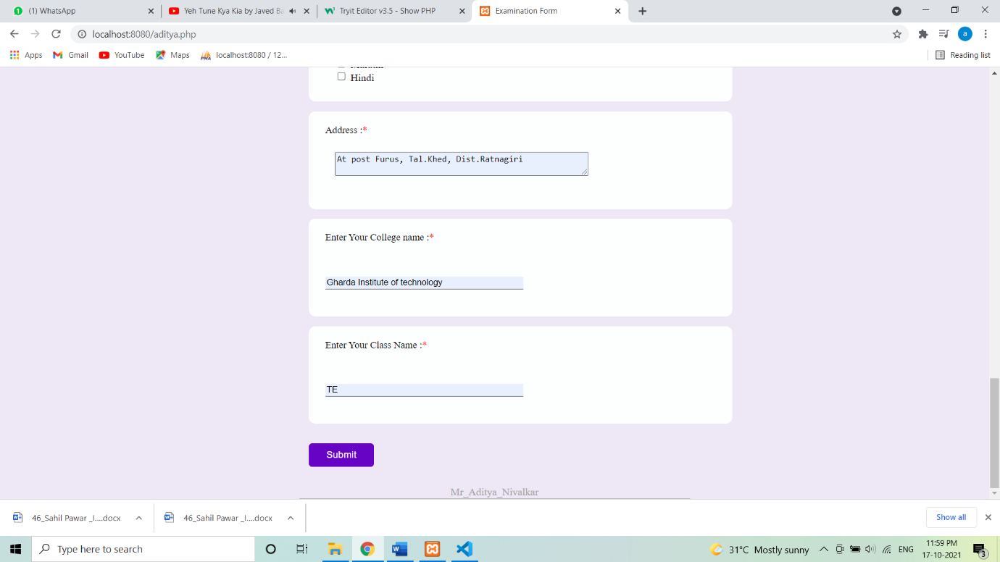 (1) WhatsApp
Yeh Tune Kya Kia by Javed Ba
Tryit Editor v3.5 - Show PHP
Examination Form
localhost:8080/aditya.php
a
Apps
Gmail
YouTube
Maps
localhost:8080 / 12...
Reading list
Hindi
Address :*
At post Furus, Tal.Khed, Dist.Ratnagiri
Enter Your College name :*
Gharda Institute of technology
Enter Your Class Name :*
TE
Submit
Mr_Aditya_Nivalkar
46_Sahil Pawar _I....docx
46_Sahil Pawar _I....docx
Show all
Type here to search
31°C Mostly sunny
ENG
11:59 PM
17-10-2021
3